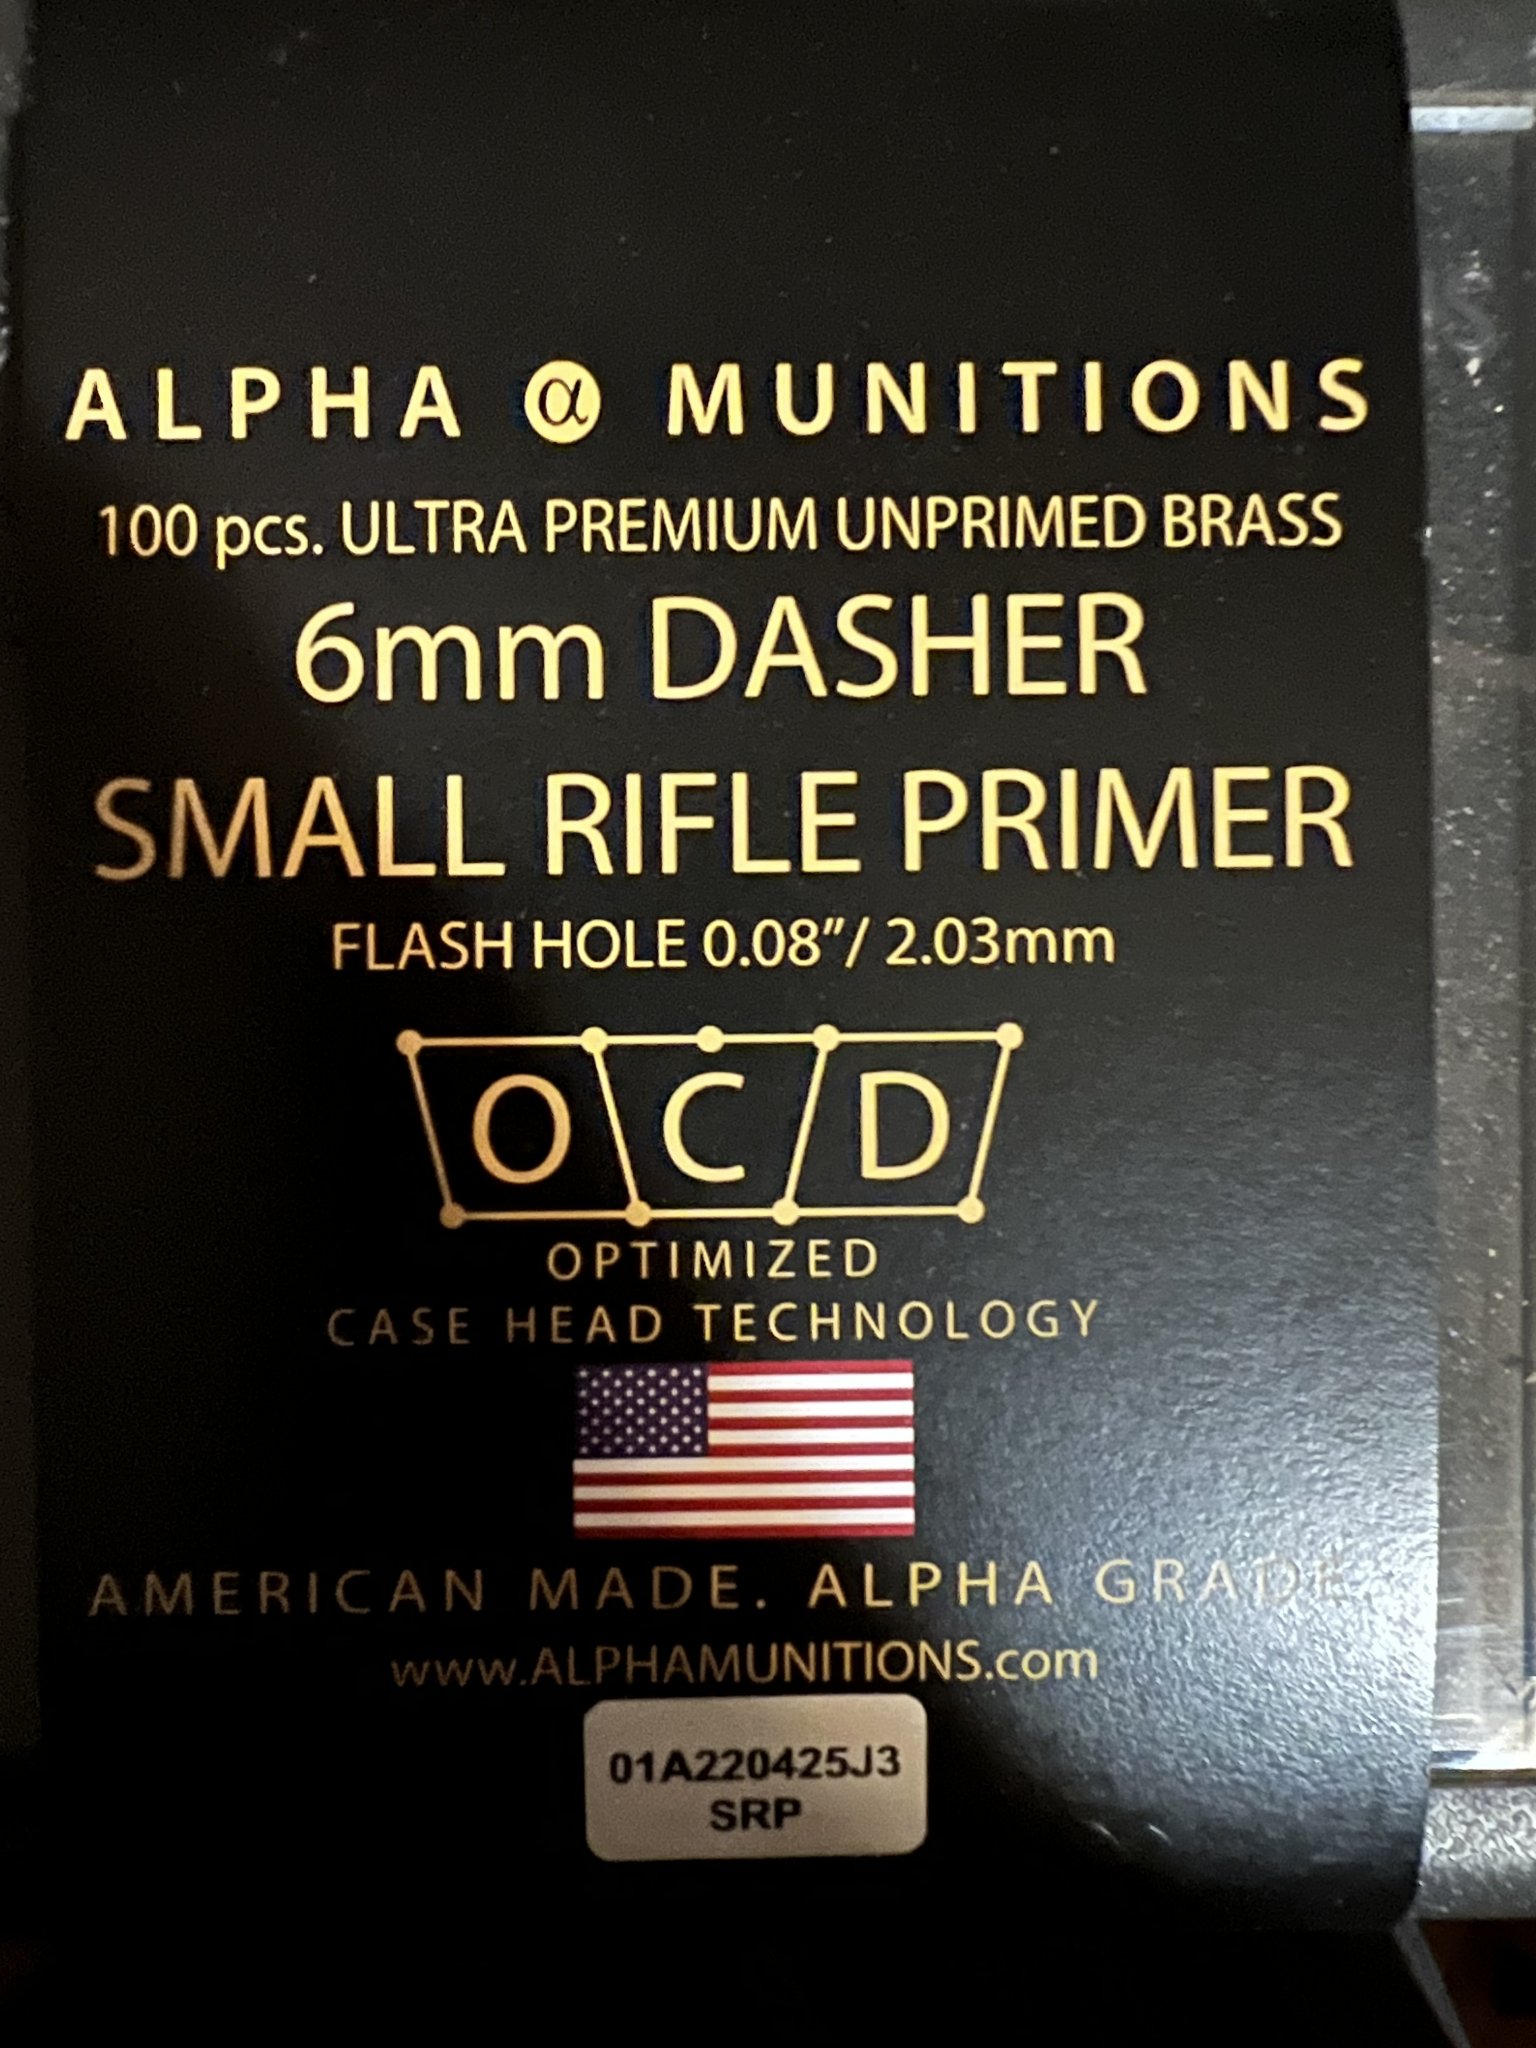 ALPHA α MUNITIONS
100 pcs. ULTRA PREMIUM UNPRIMED BRASS
6mm DASHER
SMALL RIFLE PRIMER
FLASH HOLE 0.08”/ 2.03mm
OCD
OPTIMIZED
CASE HEAD TECHNOLOGY
AMERICAN MADE. ALPHA GRADE.
www.ALPHAMUNITIONS.com
01A220425J3
SRP